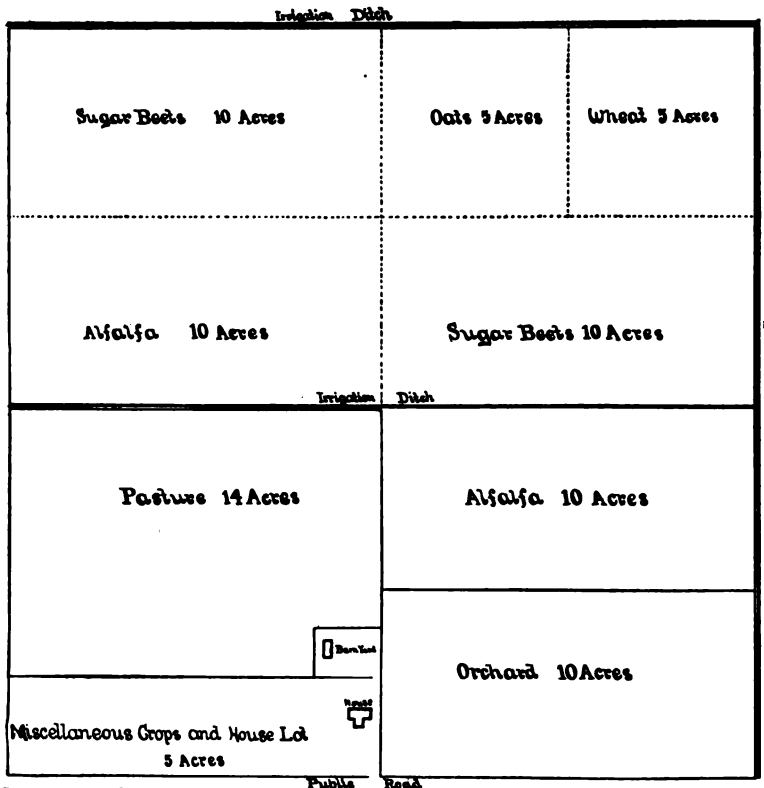 Irrigation Ditch
Sugar Beets 10 Acres
Oats 5 Acres
Wheat 5 Acres
Alfalfa 10 Acres
Sugar Beets 10 Acres
Irrigation Ditch
Pasture 14 Acres
Alfalfa 10 Acres
Barn Yard
Orchard 10 Acres
House
Miscellaneous Crops and House Lot
5 Acres
Public Road